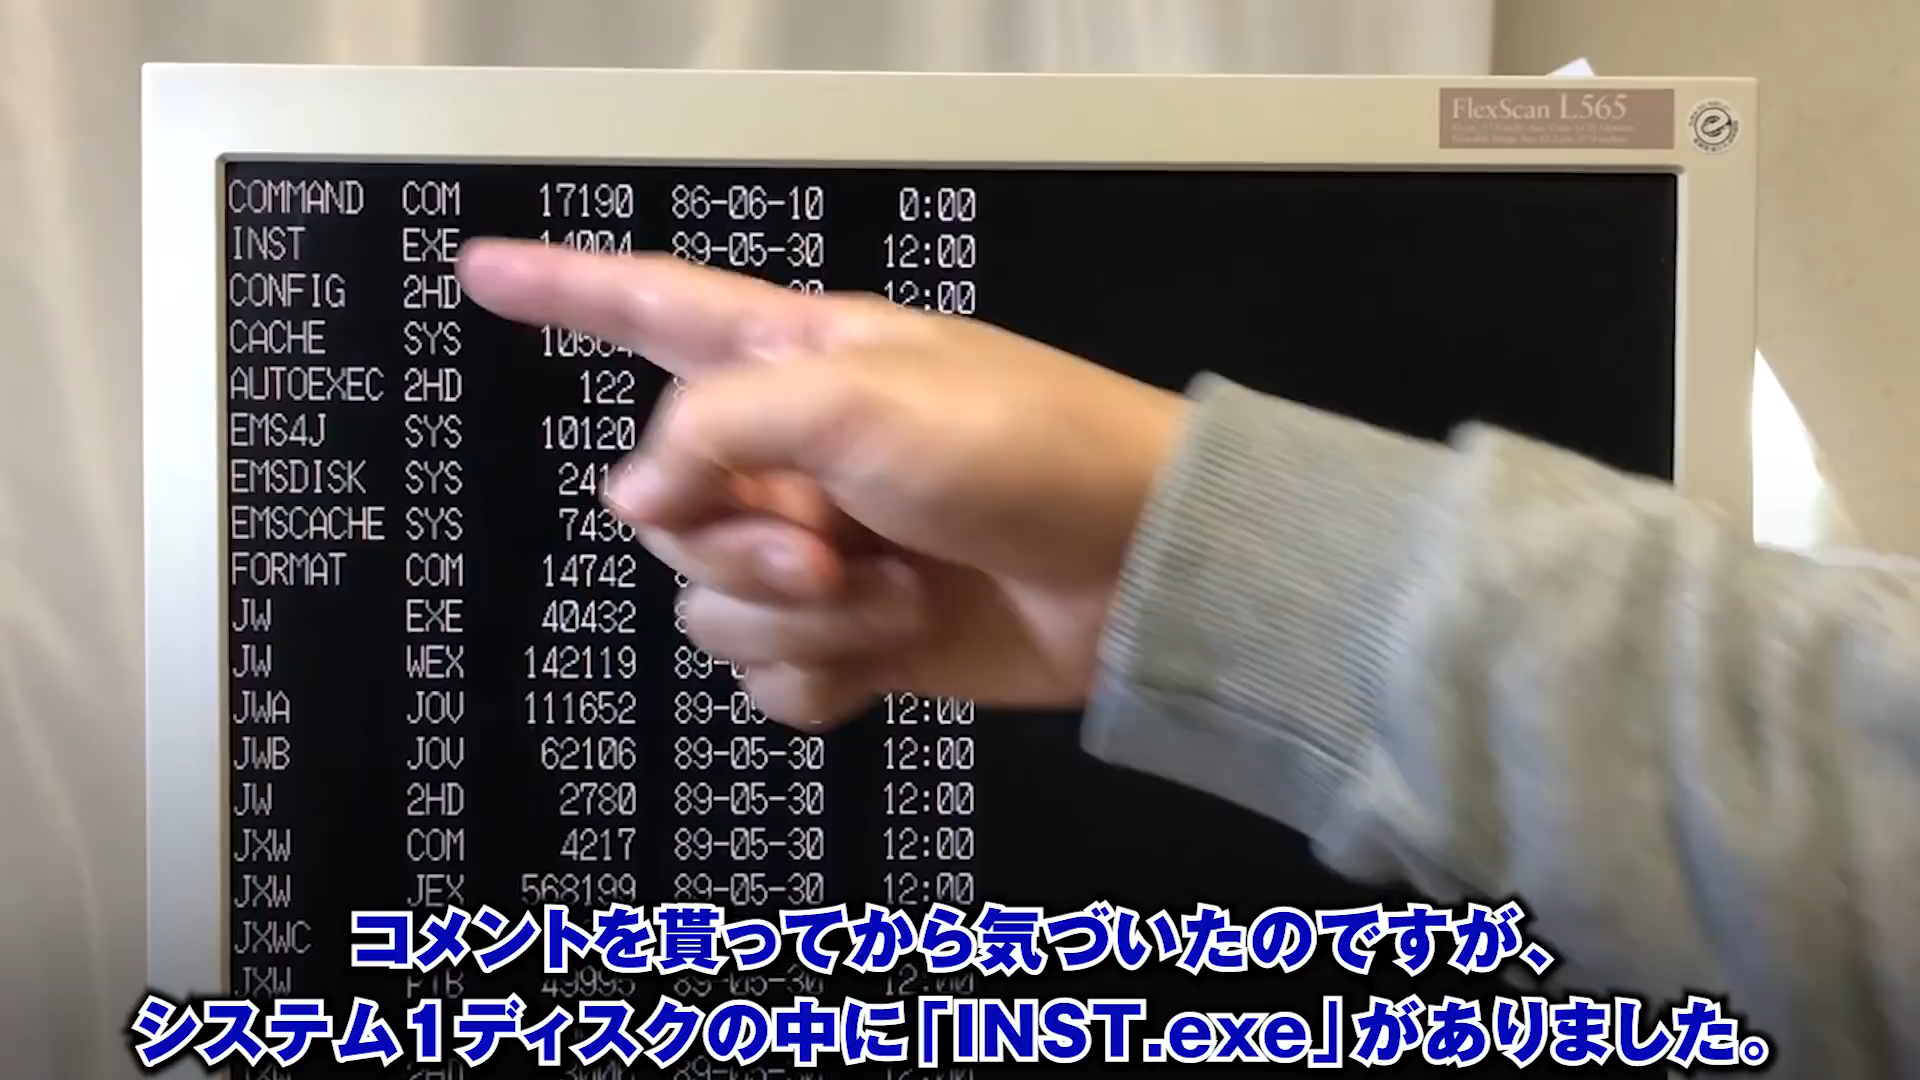 FlexScan L565
COMMAND COM 17190 86-06-10 0:00
INST EXE 14004 89-05-30 12:00
CONFIG 2HD 12:00
CACHE SYS
AUTOEXEC 2HD 122
EMS4J SYS 10120
EMSDISK SYS
EMSCACHE SYS 7436
FORMAT COM 14742
JW EXE 40432
JW WEX 142119
JWA JOV 111652 89-05 12:00
JWB JOV 62106 89-05-30 12:00
JW 2HD 2780 89-05-30 12:00
JXW COM 4217 89-05-30 12:00
JXW JEX 568199 89-05-30 12:00
JXWC
JXW
コメントを貰ってから気づいたのですが、
システム1ディスクの中に「INST.exe」がありました。